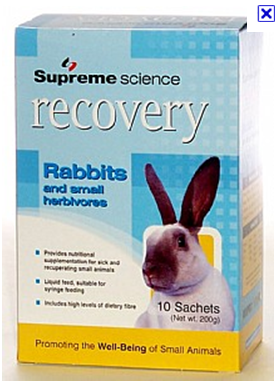 Supreme science
recovery
Rabbits
and small
herbivores
Provides nutritional
supplementation for sick and
recuperating small animals
Liquid feed, suitable for
syringe feeding
Includes high levels of dietary fibre
10 Sachets
(Net wt. 200g)
Promoting the Well-Being of Small Animals